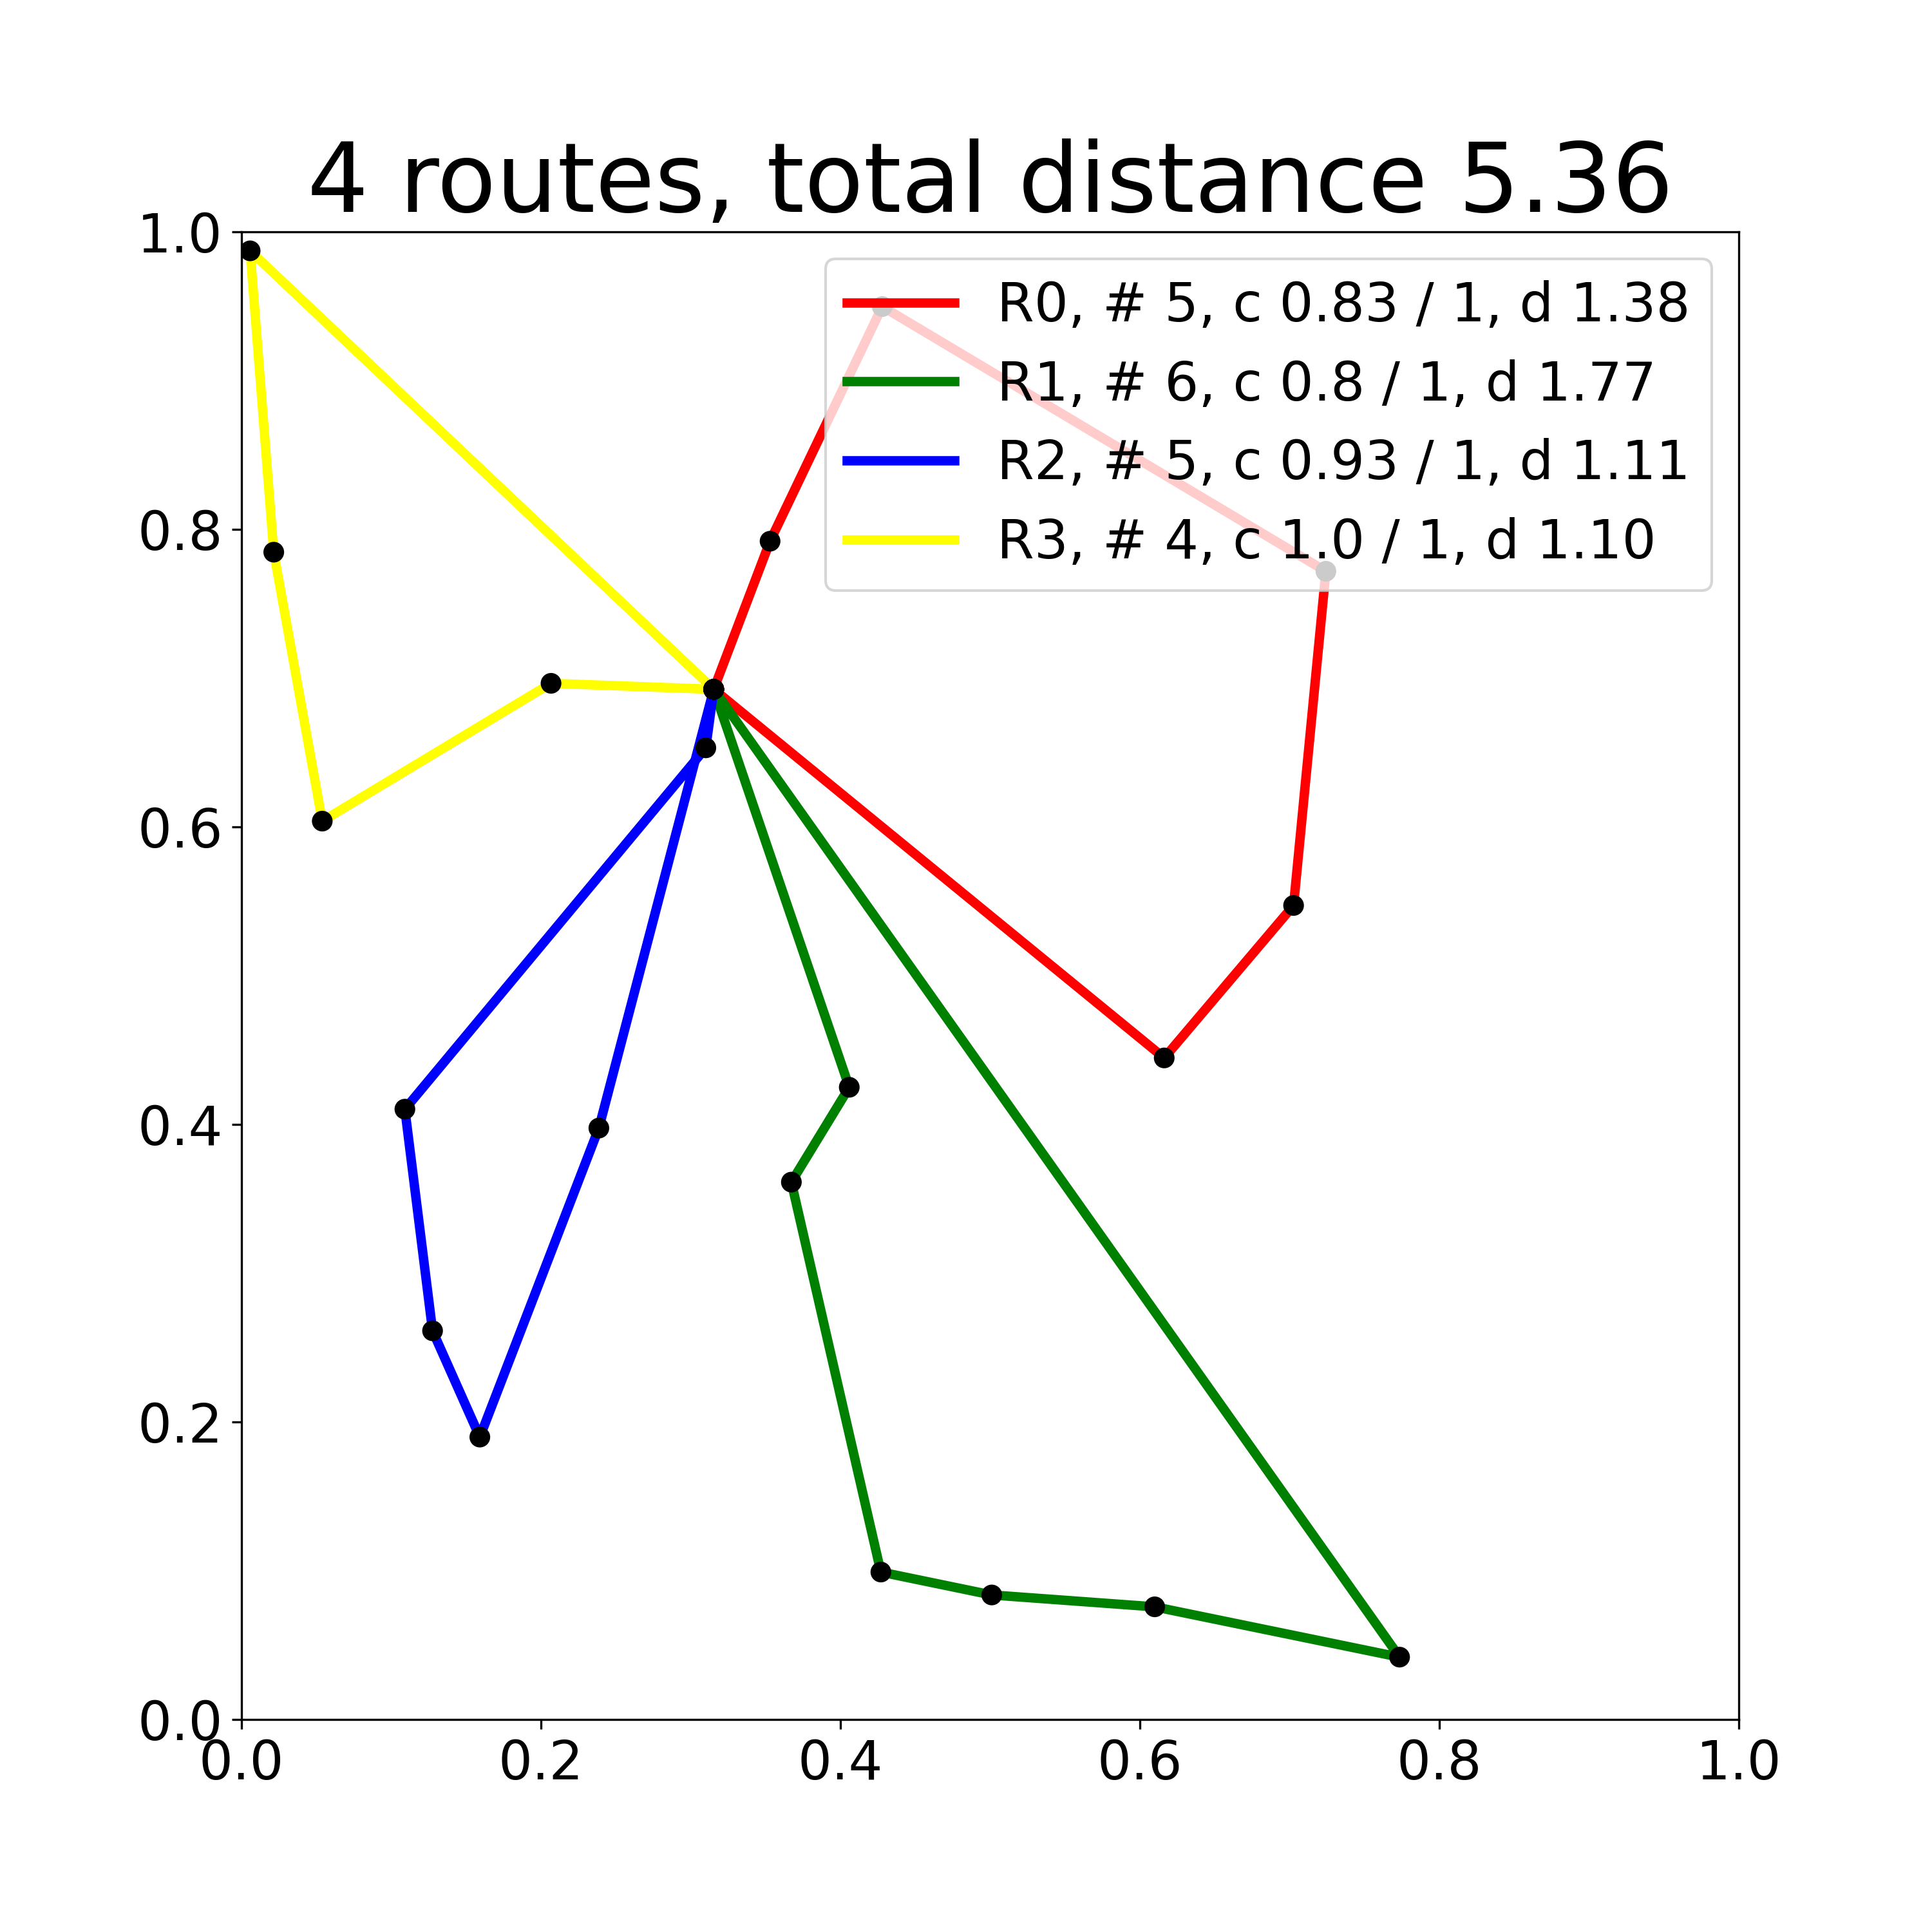 4 routes, total distance 5.36
R0, # 5, c 0.83 / 1, d 1.38
R1, # 6, c 0.8 / 1, d 1.77
R2, # 5, c 0.93 / 1, d 1.11
R3, # 4, c 1.0 / 1, d 1.10
1.0
0.8
0.6
0.4
0.2
0.0
0.0 0.2 0.4 0.6 0.8 1.0